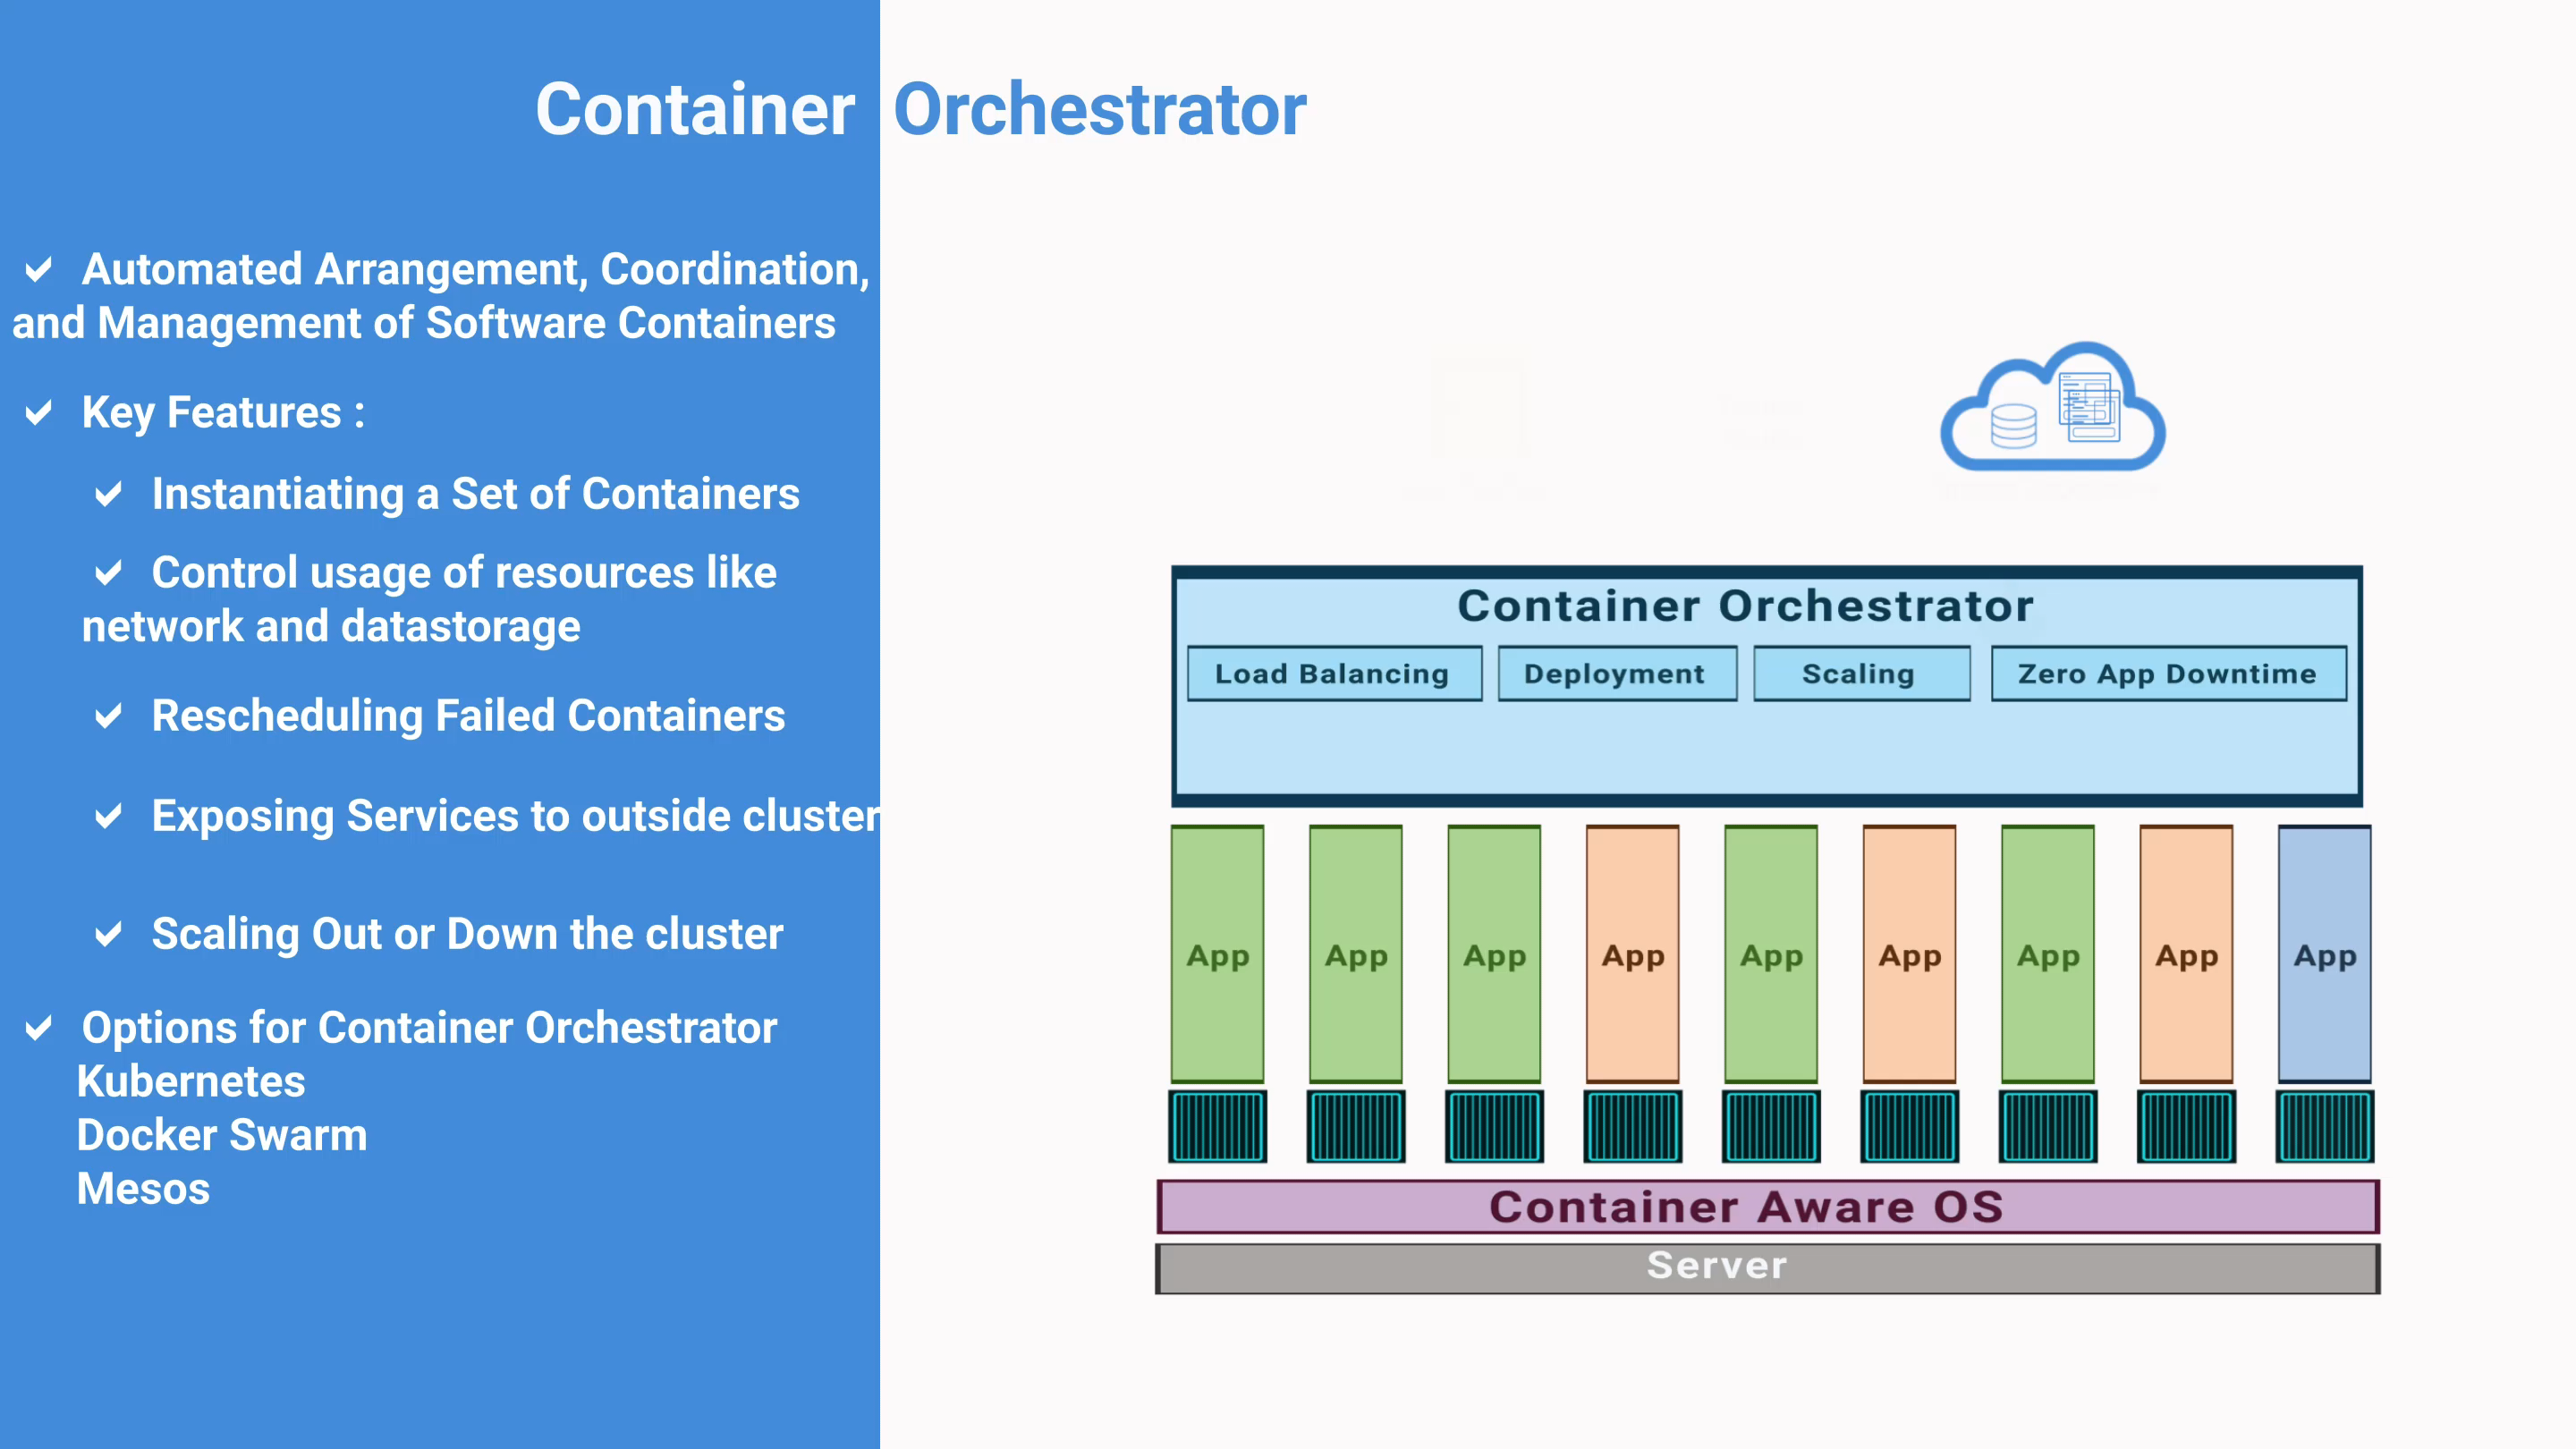 Container Orchestrator
Automated Arrangement, Coordination,
and Management of Software Containers
Key Features :
Instantiating a Set of Containers
Control usage of resources like
network and datastorage
Rescheduling Failed Containers
Exposing Services to outside cluster
Scaling Out or Down the cluster
Options for Container Orchestrator
Kubernetes
Docker Swarm
Mesos
Container Orchestrator
Load Balancing
Deployment
Scaling
Zero App Downtime
App
App
App
App
App
App
App
App
App
Container Aware OS
Server